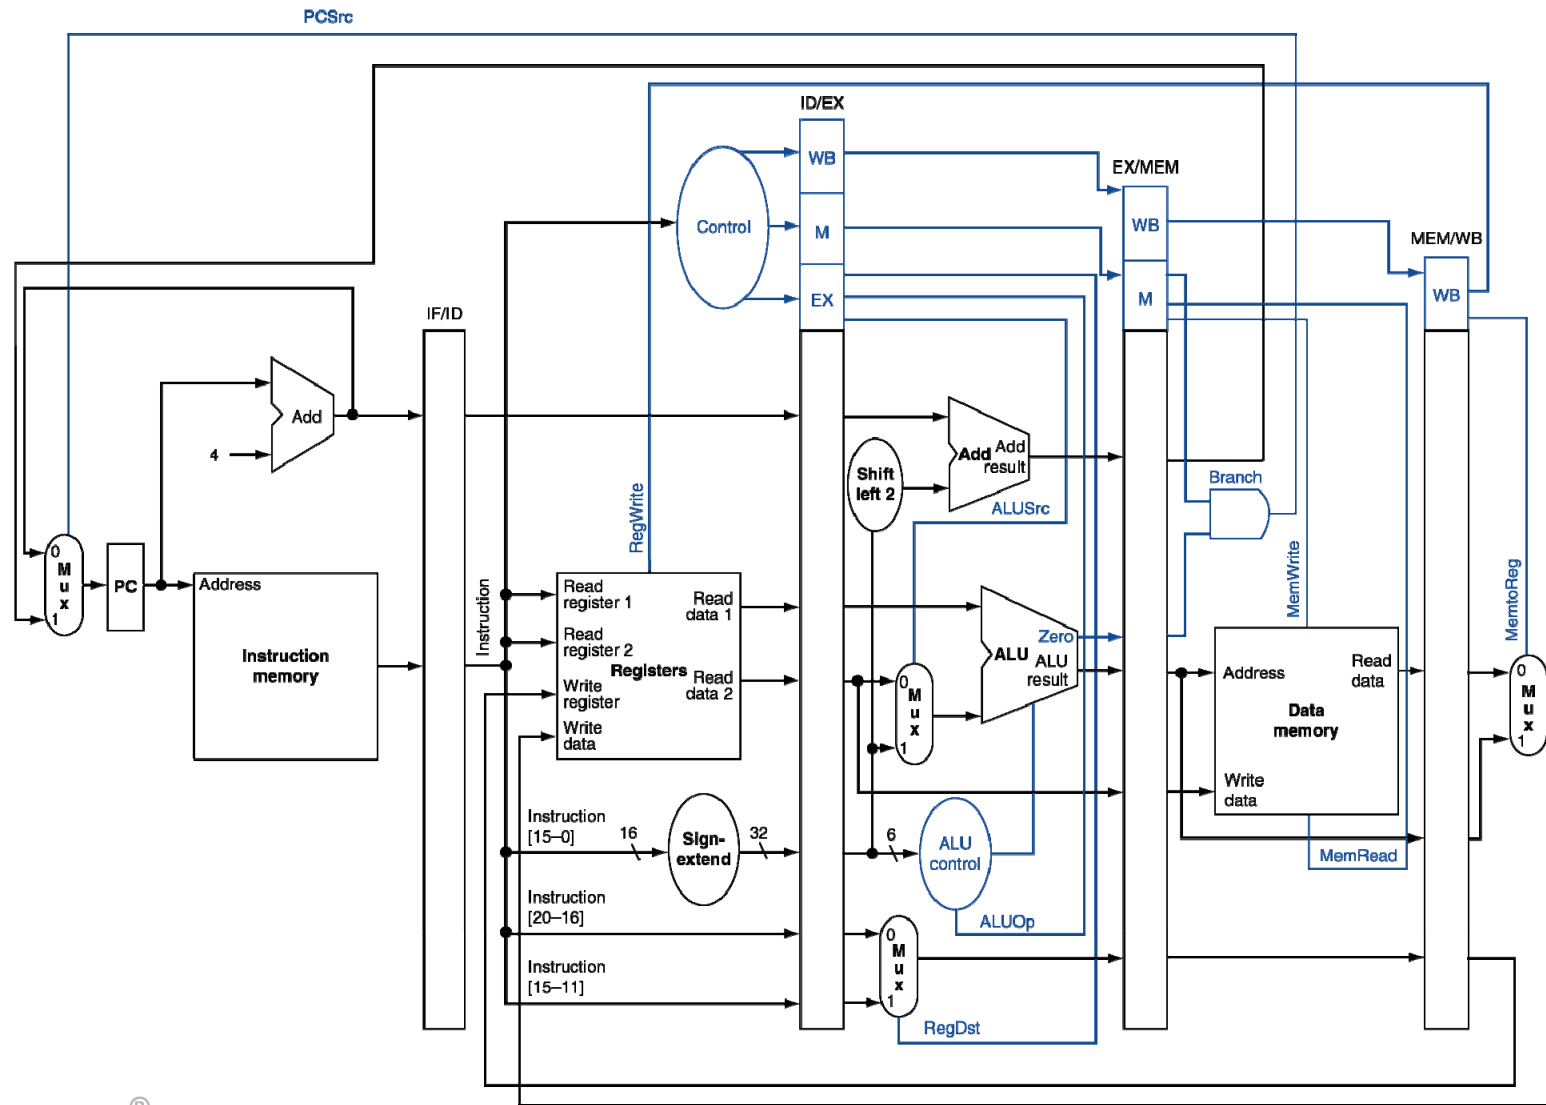 PCSrc
ID/EX
WB
EX/MEM
Control
M
WB
MEM/WB
EX
M
WB
IF/ID
Add
4
Shift
left 2
Add
Add
result
ALUSrc
Branch
RegWrite
MemWrite
MemtoReg
0
M
u
x
1
PC
Address
Instruction
memory
Instruction
Read
register 1
Read
register 2
Write
register
Write
data
Registers
Read
data 1
Read
data 2
0
M
u
x
1
Zero
ALU
ALU
result
Address
Read
data
Data
memory
Write
data
0
M
u
x
1
Instruction
[15–0]
16
Sign-
extend
32
6
ALU
control
MemRead
Instruction
[20–16]
ALUOp
0
M
u
x
1
Instruction
[15–11]
RegDst
®